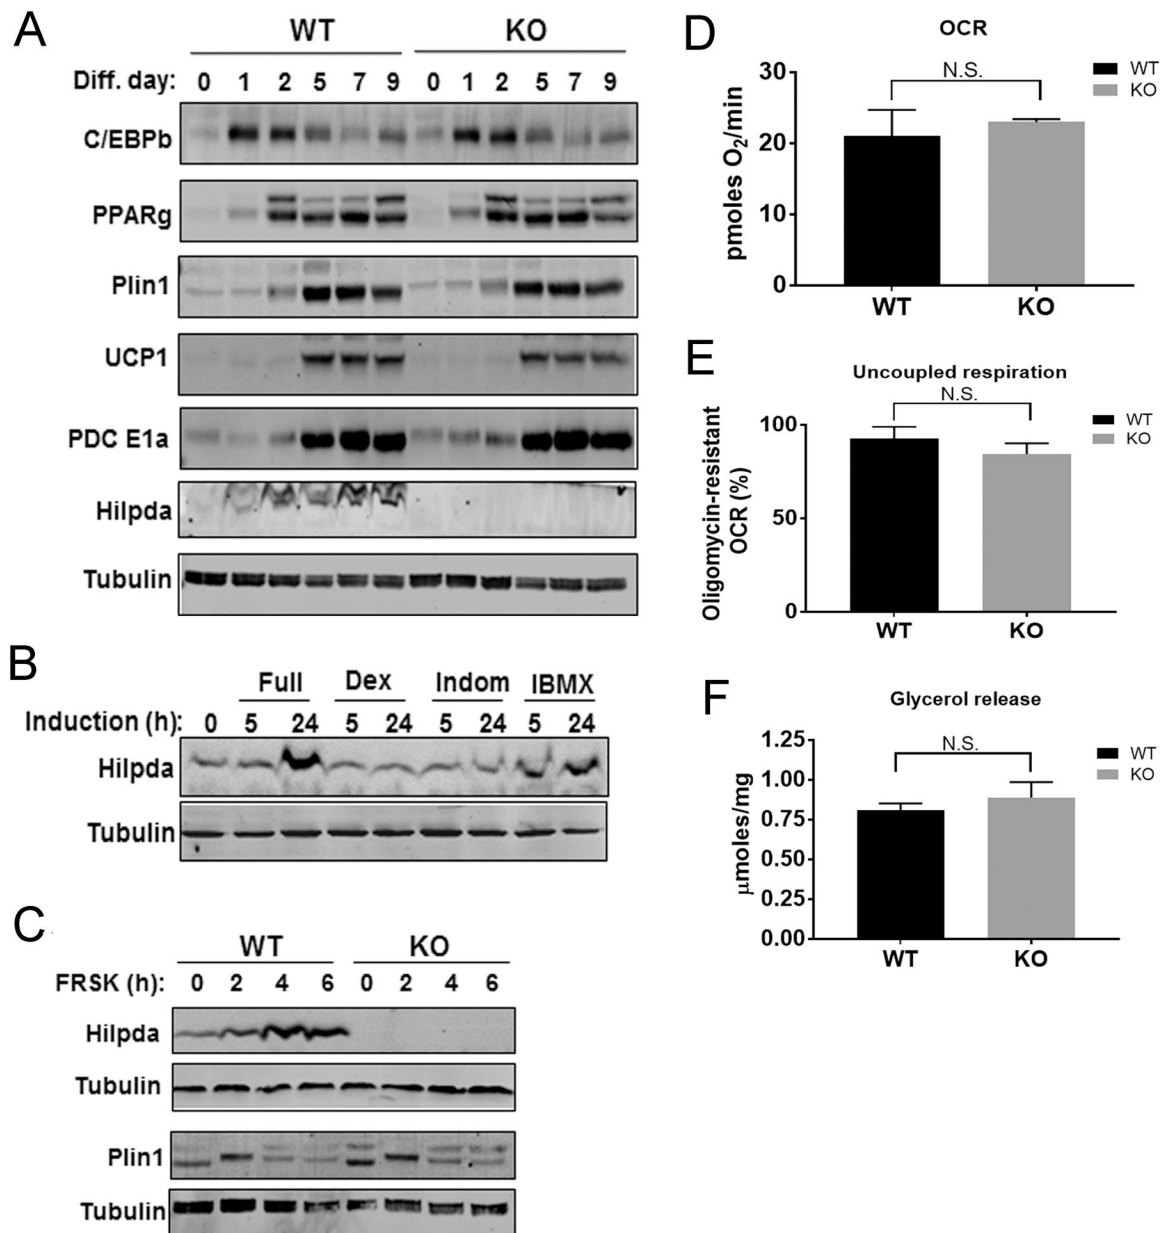 A
WT KO
Diff. day: 0 1 2 5 7 9 0 1 2 5 7 9
C/EBPb
PPARg
Plin1
UCP1
PDC E1a
Hilpda
Tubulin
B
Full Dex Indom IBMX
Induction (h): 0 5 24 5 24 5 24 5 24
Hilpda
Tubulin
C
WT KO
FRSK (h): 0 2 4 6 0 2 4 6
Hilpda
Tubulin
Plin1
Tubulin
D
OCR
N.S.
WT
KO
pmoles O₂/min
30
20
10
0
WT KO
E
Uncoupled respiration
N.S.
WT
KO
Oligomycin-resistant
OCR (%)
100
50
0
WT KO
F
Glycerol release
N.S.
WT
KO
μmoles/mg
1.25
1.00
0.75
0.50
0.25
0.00
WT KO